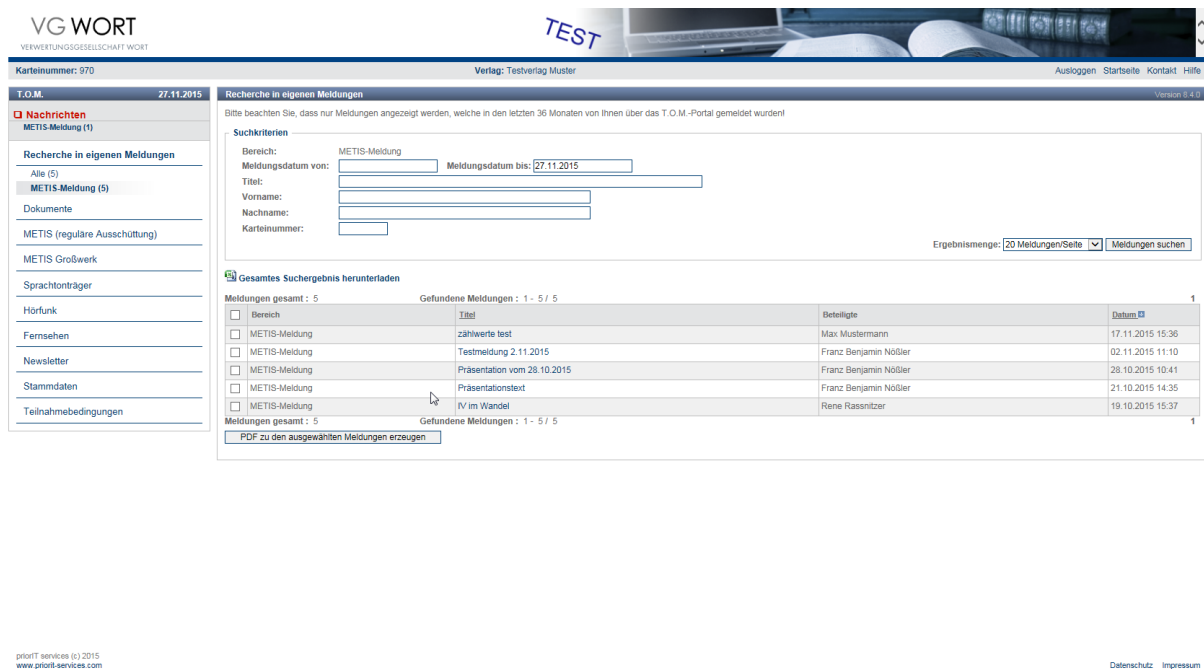 VG WORT
VERWERTUNGSGESELLSCHAFT WORT
TEST
Karteinummer: 970 Verlag: Testverlag Muster Ausloggen Startseite Kontakt Hilfe
T.O.M. 27.11.2015
Nachrichten
METIS-Meldung (1)
Recherche in eigenen Meldungen
Alle (5)
METIS-Meldung (5)
Dokumente
METIS (reguläre Ausschüttung)
METIS Großwerk
Sprachtonträger
Hörfunk
Fernsehen
Newsletter
Stammdaten
Teilnahmebedingungen
Recherche in eigenen Meldungen Version 8.4.0
Bitte beachten Sie, dass nur Meldungen angezeigt werden, welche in den letzten 36 Monaten von Ihnen über das T.O.M.-Portal gemeldet wurden!
Suchkriterien
Bereich: METIS-Meldung
Meldungsdatum von: Meldungsdatum bis: 27.11.2015
Titel:
Vorname:
Nachname:
Karteinummer:
Ergebnismenge: 20 Meldungen/Seite Meldungen suchen
Gesamtes Suchergebnis herunterladen
Meldungen gesamt : 5 Gefundene Meldungen : 1 - 5 / 5 1
Bereich Titel Beteiligte Datum
METIS-Meldung zählwerte test Max Mustermann 17.11.2015 15:36
METIS-Meldung Testmeldung 2.11.2015 Franz Benjamin Nößler 02.11.2015 11:10
METIS-Meldung Präsentation vom 28.10.2015 Franz Benjamin Nößler 28.10.2015 10:41
METIS-Meldung Präsentationstext Franz Benjamin Nößler 21.10.2015 14:35
METIS-Meldung IV im Wandel Rene Rassnitzer 19.10.2015 15:37
Meldungen gesamt : 5 Gefundene Meldungen : 1 - 5 / 5 1
PDF zu den ausgewählten Meldungen erzeugen
priorIT services (c) 2015
www.priorit-services.com Datenschutz Impressum